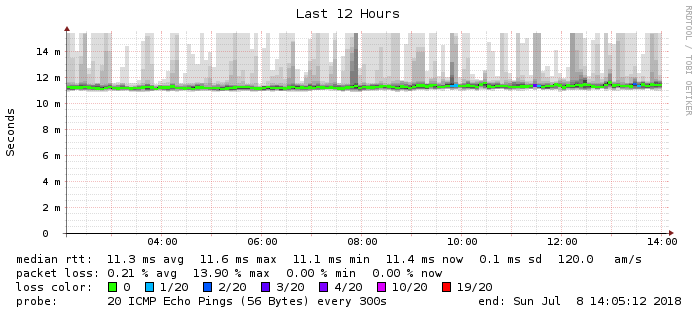 Last 12 Hours
RRDTOOL / TOBI OETIKER
Seconds
14 m
12 m
10 m
8 m
6 m
4 m
2 m
0
04:00 06:00 08:00 10:00 12:00 14:00
median rtt: 11.3 ms avg 11.6 ms max 11.1 ms min 11.4 ms now 0.1 ms sd 120.0 am/s
packet loss: 0.21 % avg 13.90 % max 0.00 % min 0.00 % now
loss color: 0 1/20 2/20 3/20 4/20 10/20 19/20
probe: 20 ICMP Echo Pings (56 Bytes) every 300s end: Sun Jul 8 14:05:12 2018